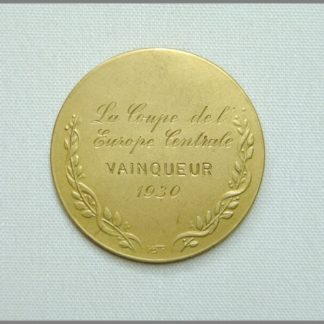 La Coupe de l'
Europe Centrale
VAINQUEUR
1930